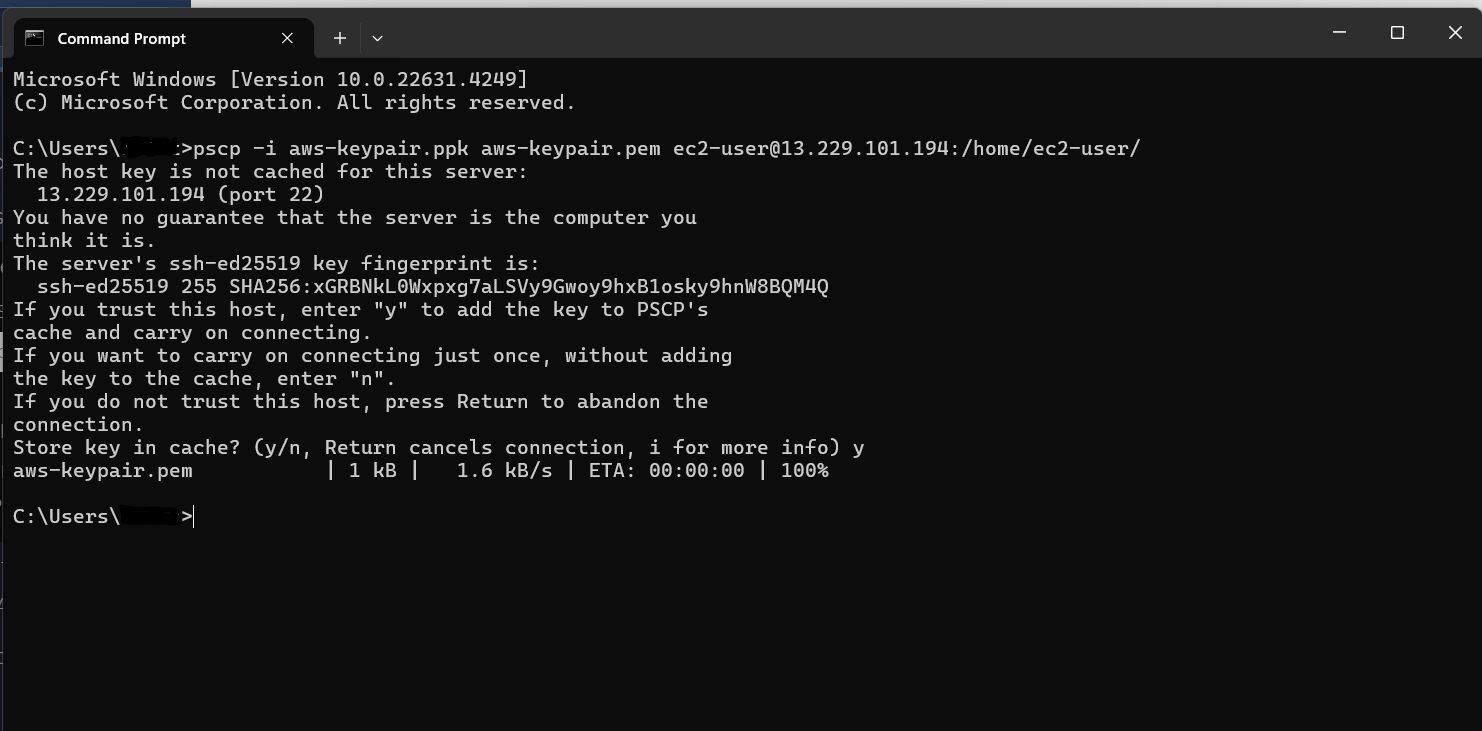 Command Prompt
Microsoft Windows [Version 10.0.22631.4249]
(c) Microsoft Corporation. All rights reserved.
C:\Users\>pscp -i aws-keypair.ppk aws-keypair.pem ec2-user@13.229.101.194:/home/ec2-user/
The host key is not cached for this server:
13.229.101.194 (port 22)
You have no guarantee that the server is the computer you
think it is.
The server's ssh-ed25519 key fingerprint is:
ssh-ed25519 255 SHA256:xGRBNkL0Wxpxg7aLSVy9Gwoy9hxB1osky9hnW8BQM4Q
If you trust this host, enter "y" to add the key to PSCP's
cache and carry on connecting.
If you want to carry on connecting just once, without adding
the key to the cache, enter "n".
If you do not trust this host, press Return to abandon the
connection.
Store key in cache? (y/n, Return cancels connection, i for more info) y
aws-keypair.pem | 1 kB | 1.6 kB/s | ETA: 00:00:00 | 100%
C:\Users\>